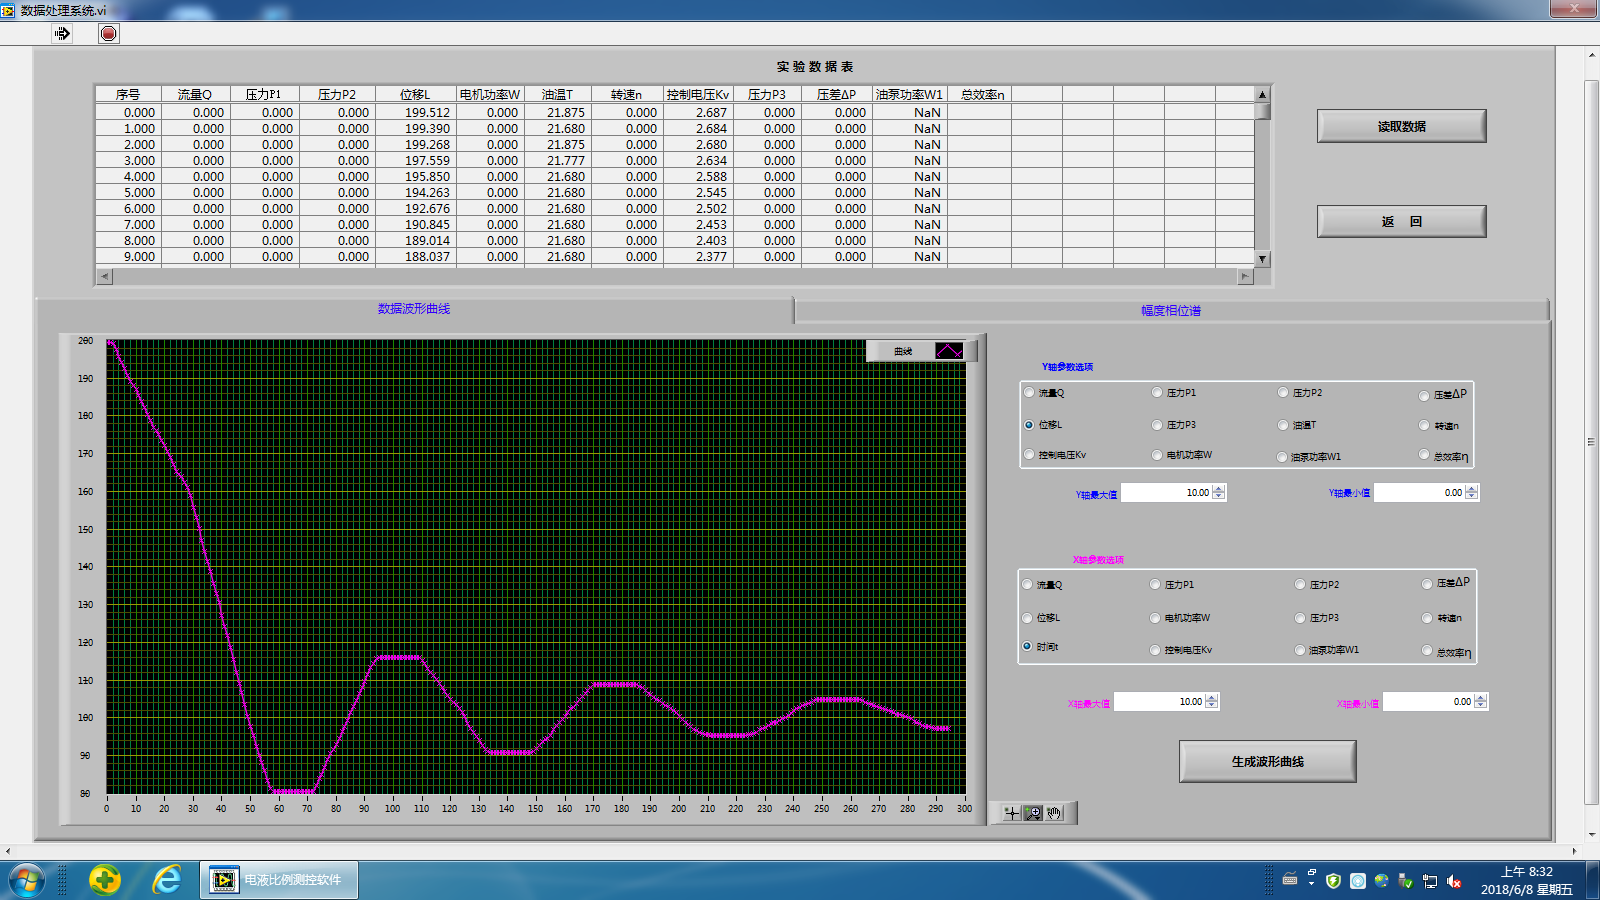 数据处理系统.vi
实 验 数 据 表
序号 流量Q 压力P1 压力P2 位移L 电机功率W 油温T 转速n 控制电压Kv 压力P3 压差ΔP 油泵功率W1 总效率η
0.000 0.000 0.000 0.000 199.512 0.000 21.875 0.000 2.687 0.000 0.000 NaN
1.000 0.000 0.000 0.000 199.390 0.000 21.680 0.000 2.684 0.000 0.000 NaN
2.000 0.000 0.000 0.000 199.268 0.000 21.875 0.000 2.680 0.000 0.000 NaN
3.000 0.000 0.000 0.000 197.559 0.000 21.777 0.000 2.634 0.000 0.000 NaN
4.000 0.000 0.000 0.000 195.850 0.000 21.680 0.000 2.588 0.000 0.000 NaN
5.000 0.000 0.000 0.000 194.263 0.000 21.680 0.000 2.545 0.000 0.000 NaN
6.000 0.000 0.000 0.000 192.676 0.000 21.680 0.000 2.502 0.000 0.000 NaN
7.000 0.000 0.000 0.000 190.845 0.000 21.680 0.000 2.453 0.000 0.000 NaN
8.000 0.000 0.000 0.000 189.014 0.000 21.680 0.000 2.403 0.000 0.000 NaN
9.000 0.000 0.000 0.000 188.037 0.000 21.680 0.000 2.377 0.000 0.000 NaN
读取数据
返 回
数据波形曲线 幅度相位谱
曲线
200
190
180
170
160
150
140
130
120
110
100
90
80
0 10 20 30 40 50 60 70 80 90 100 110 120 130 140 150 160 170 180 190 200 210 220 230 240 250 260 270 280 290 300
Y轴参数选项
流量Q 压力P1 压力P2 压差ΔP
位移L 压力P3 油温T 转速n
控制电压Kv 电机功率W 油泵功率W1 总效率η
Y轴最大值 10.00 Y轴最小值 0.00
X轴参数选项
流量Q 压力P1 压力P2 压差ΔP
位移L 电机功率W 压力P3 转速n
时间t 控制电压Kv 油泵功率W1 总效率η
X轴最大值 10.00 X轴最小值 0.00
生成波形曲线
电液比例测控软件
上午 8:32
2018/6/8 星期五